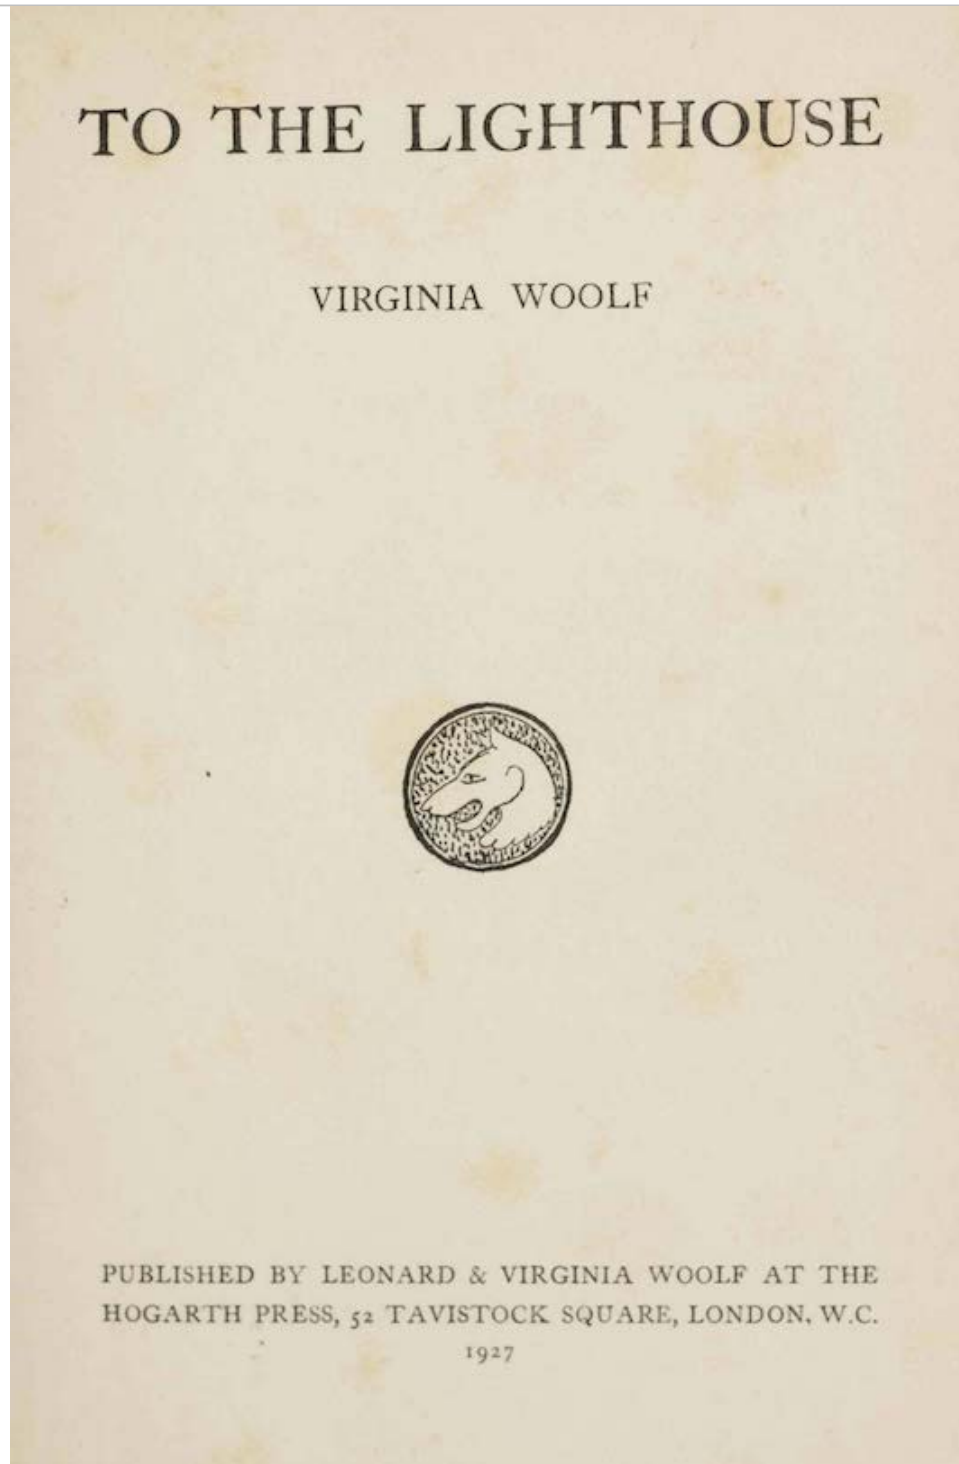 TO THE LIGHTHOUSE
VIRGINIA WOOLF
PUBLISHED BY LEONARD & VIRGINIA WOOLF AT THE
HOGARTH PRESS, 52 TAVISTOCK SQUARE, LONDON, W.C.
1927